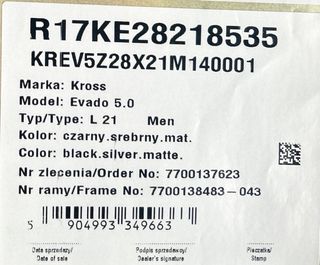 R17KE28218535
KREV5Z28X21M140001
Marka: Kross
Model: Evado 5.0
Typ/Type: L 21 Men
Kolor: czarny.srebrny.mat.
Color: black.silver.matte.
Nr zlecenia/Order No: 7700137623
Nr ramy/Frame No: 7700138483-043
5 904993 349663
Data sprzedaży/ Podpis sprzedawcy/ Pieczątka/
Date of sale Dealer's signature Stamp